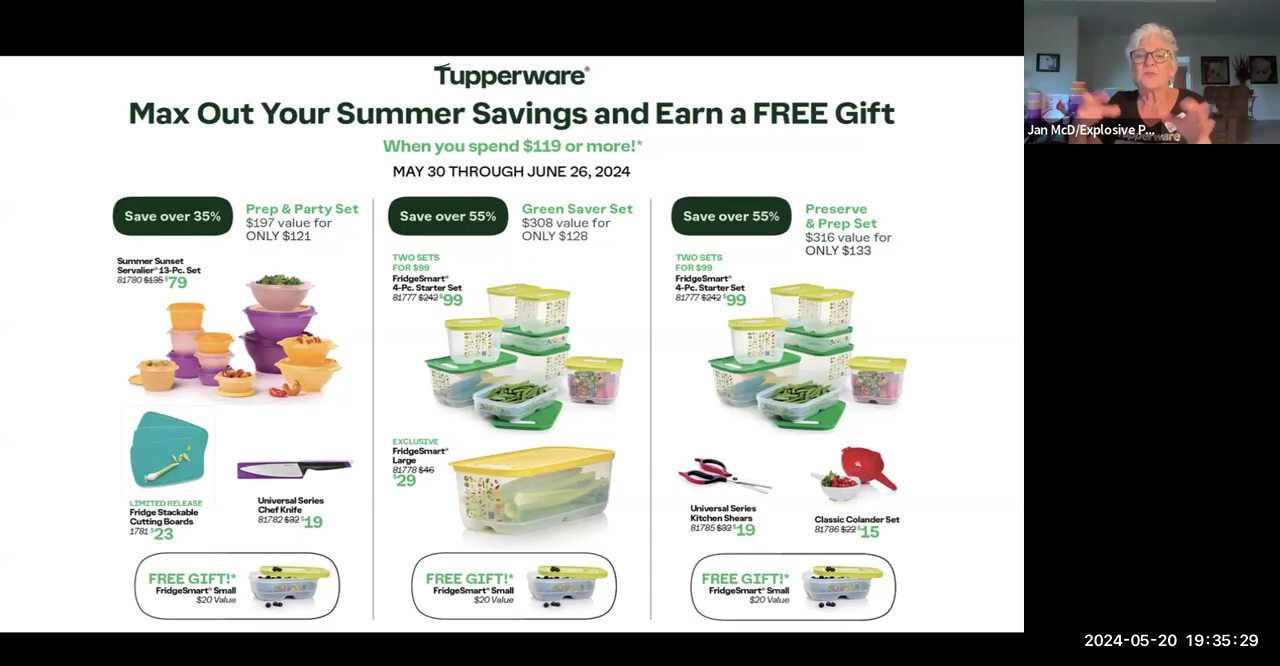 Tupperware®
Max Out Your Summer Savings and Earn a FREE Gift
When you spend $119 or more!*
MAY 30 THROUGH JUNE 26, 2024
Save over 35%
Prep & Party Set
$197 value for
ONLY $121
Summer Sunset
Servalier® 13-Pc. Set
81780 $135 $79
LIMITED RELEASE
Fridge Stackable
Cutting Boards
1781 $23
Universal Series
Chef Knife
81782 $32 $19
FREE GIFT!*
FridgeSmart® Small
$20 Value
Save over 55%
Green Saver Set
$308 value for
ONLY $128
TWO SETS
FOR $99
FridgeSmart®
4-Pc. Starter Set
81777 $242 $99
EXCLUSIVE
FridgeSmart®
Large
81778 $46
$29
FREE GIFT!*
FridgeSmart® Small
$20 Value
Save over 55%
Preserve
& Prep Set
$316 value for
ONLY $133
TWO SETS
FOR $99
FridgeSmart®
4-Pc. Starter Set
81777 $242 $99
Universal Series
Kitchen Shears
81785 $32 $19
Classic Colander Set
81786 $22 $15
FREE GIFT!*
FridgeSmart® Small
$20 Value
Jan McD/Explosive P...
Tupperware
2024-05-20 19:35:29